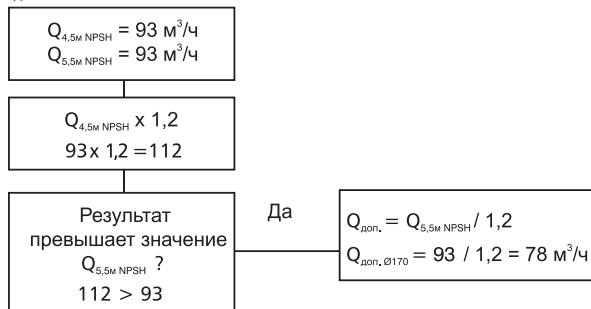 Q4,5м NPSH = 93 м³/ч
Q5,5м NPSH = 93 м³/ч
Q4,5м NPSH x 1,2
93x 1,2 =112
Результат
превышает значение
Q5,5м NPSH ?
112 > 93
Да
Qдоп. = Q5,5м NPSH / 1,2
Qдоп. Ø170 = 93 / 1,2 = 78 м³/ч